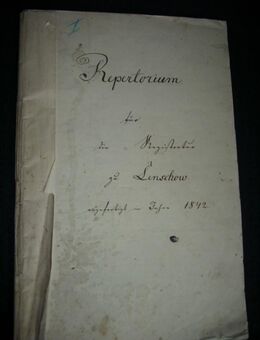 1
Repertorium
für
die Registratur
zu Lenschow
angefertigt im Jahre 1842